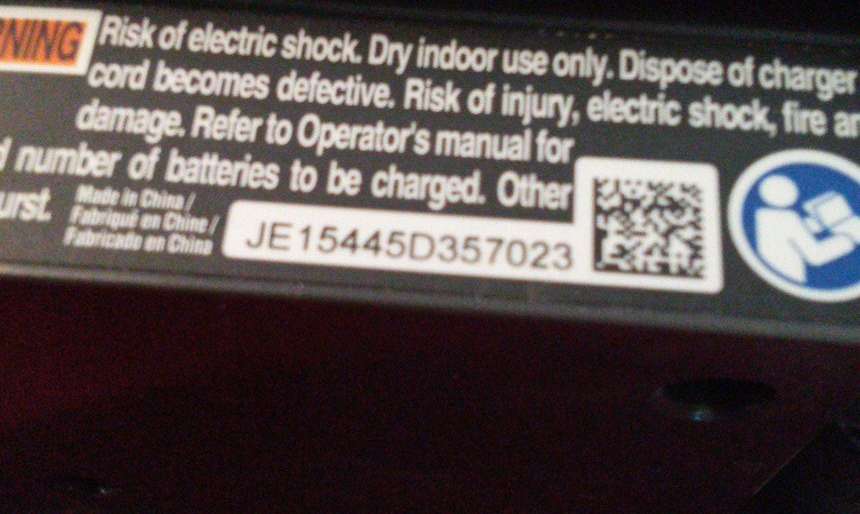 NING Risk of electric shock. Dry indoor use only. Dispose of charger
cord becomes defective. Risk of injury, electric shock, fire an
damage. Refer to Operator's manual for
d number of batteries to be charged. Other
urst.
Made in China /
Fabriqué en Chine /
Fabricado en China
JE15445D357023